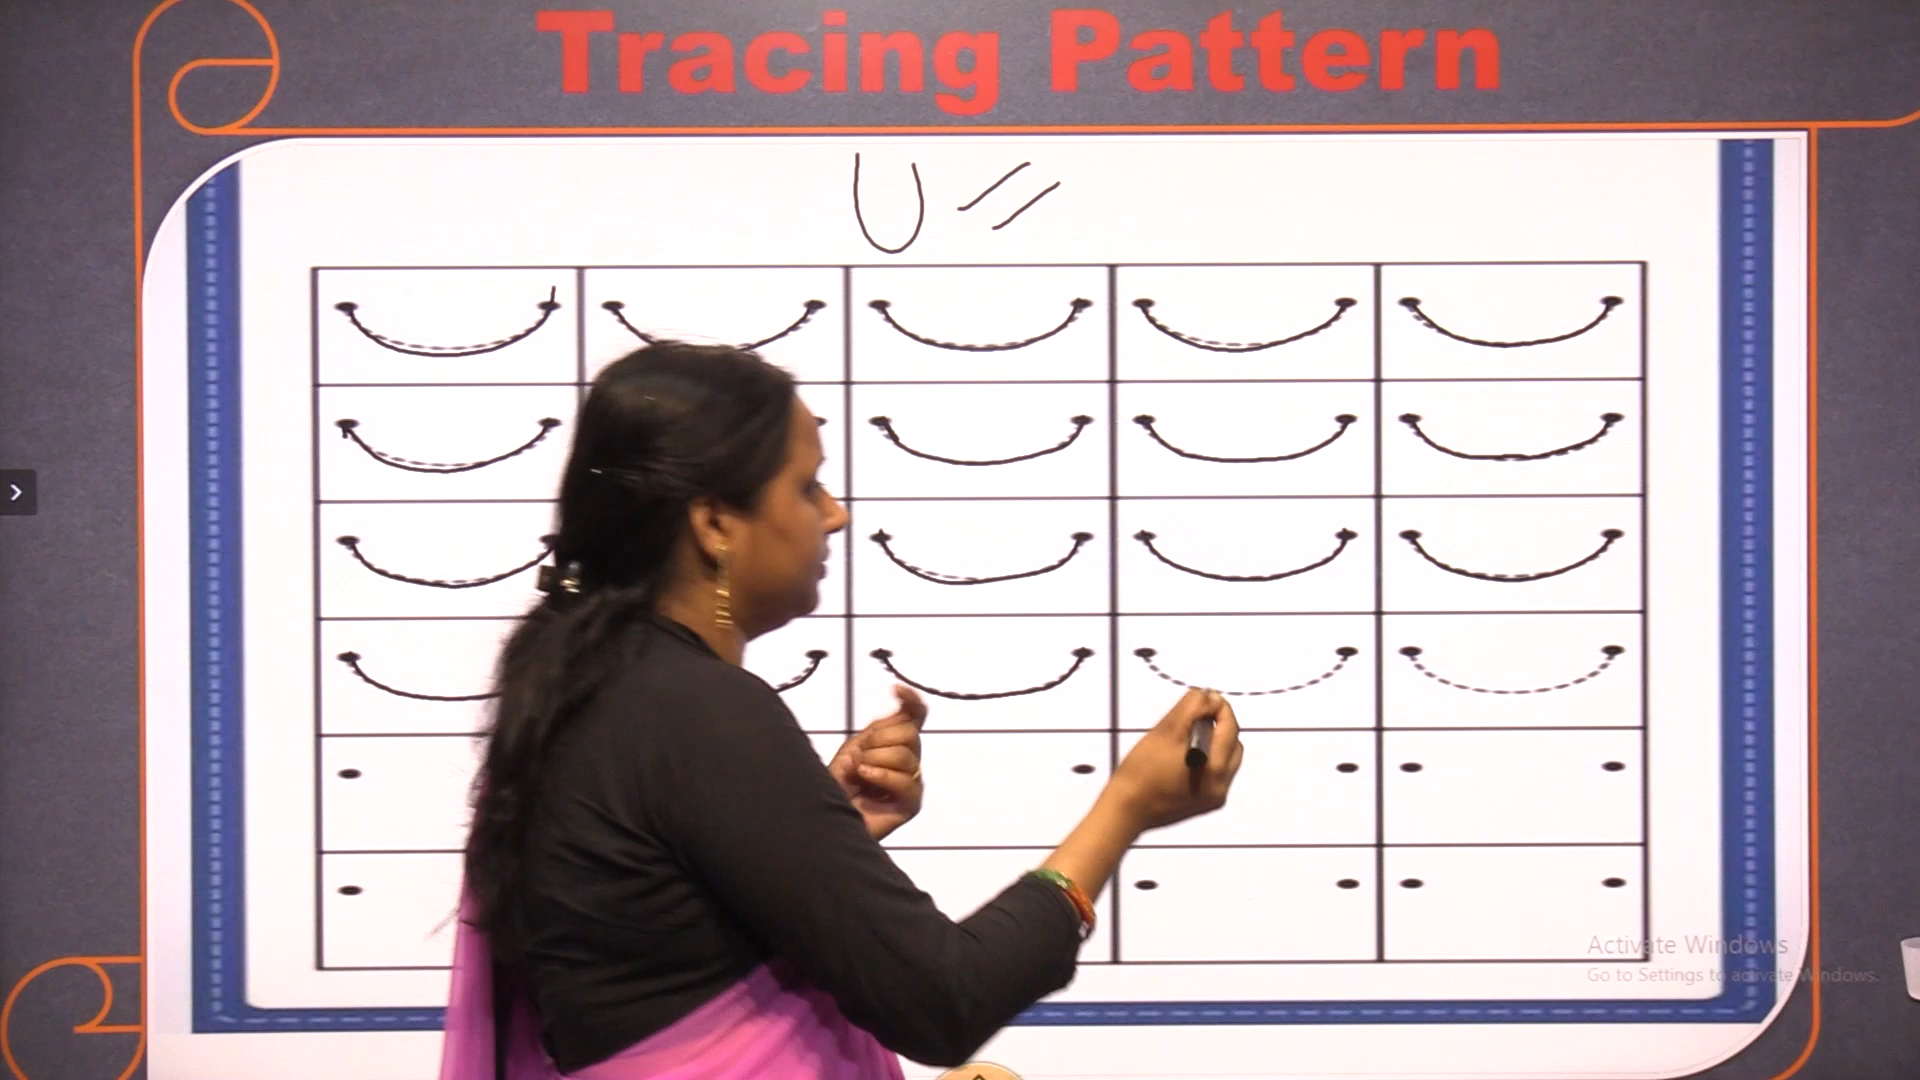 Tracing Pattern
U =
Activate Windows
Go to Settings to activate Windows.